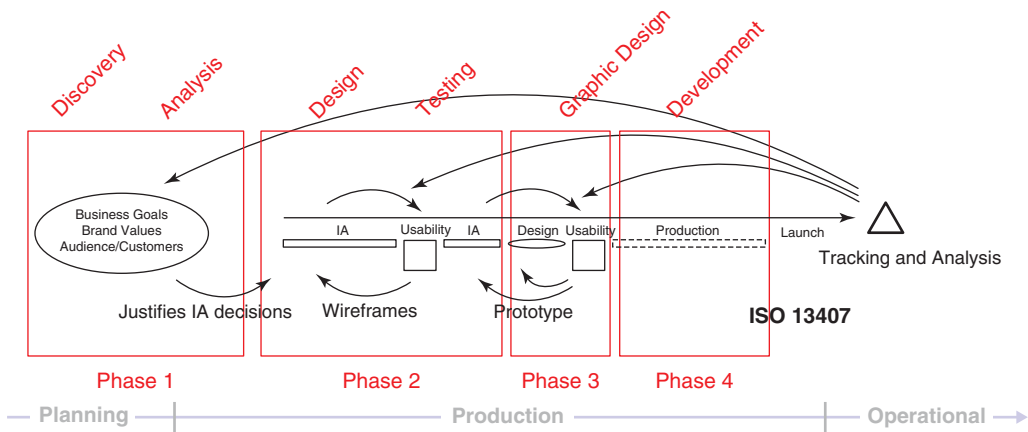 Discovery
Analysis
Design
Testing
Graphic Design
Development
Business Goals
Brand Values
Audience/Customers
IA
Usability
IA
Design
Usability
Production
Launch
Tracking and Analysis
Justifies IA decisions
Wireframes
Prototype
ISO 13407
Phase 1
Phase 2
Phase 3
Phase 4
Planning
Production
Operational